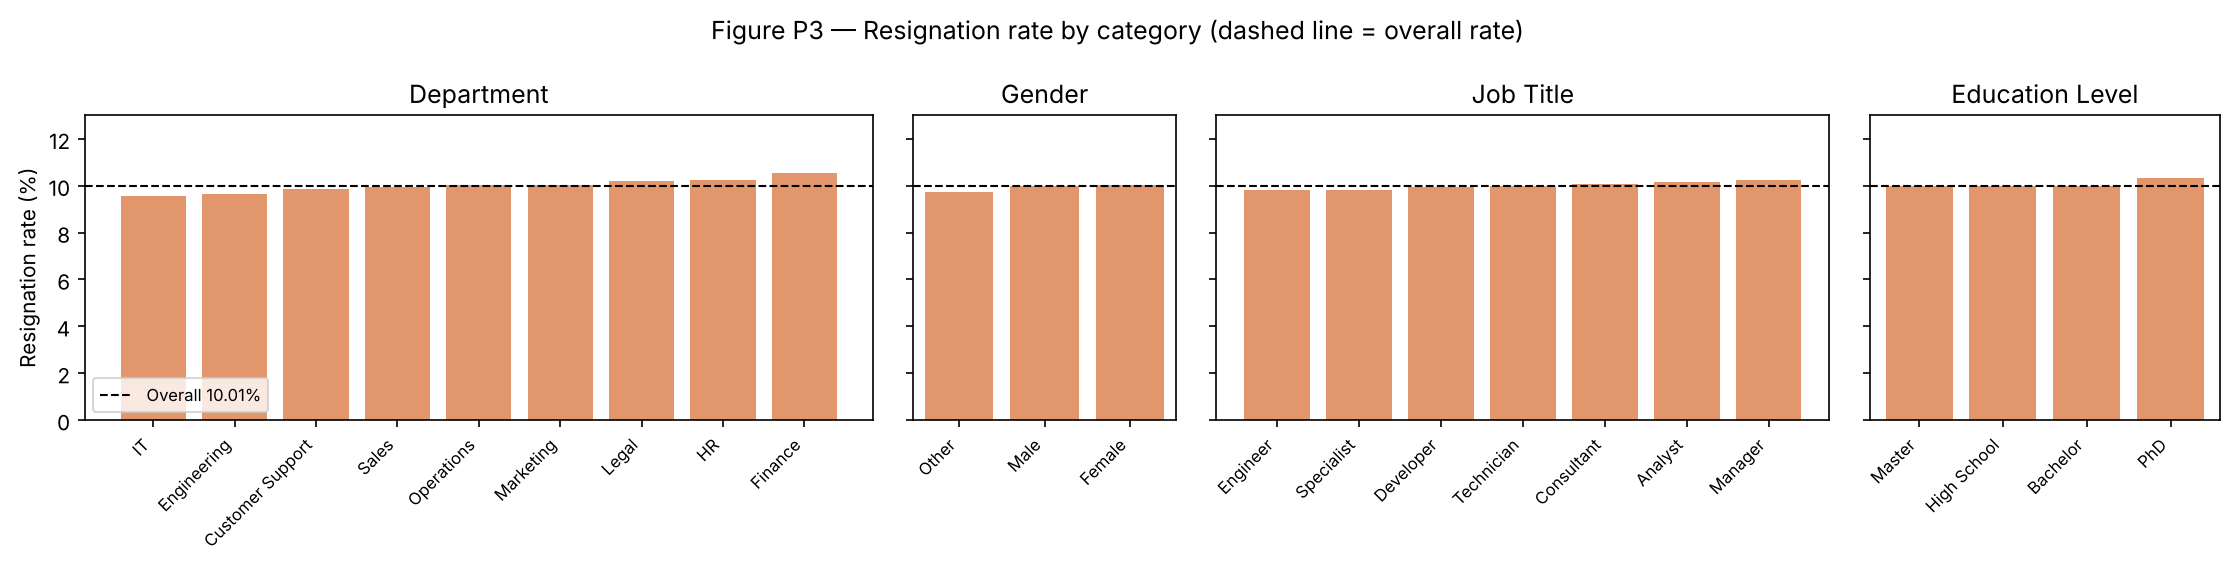 Figure P3 — Resignation rate by category (dashed line = overall rate)
Department
Resignation rate (%)
12
10
8
6
4
2
0
Overall 10.01%
IT
Engineering
Customer Support
Sales
Operations
Marketing
Legal
HR
Finance
Gender
Other
Male
Female
Job Title
Engineer
Specialist
Developer
Technician
Consultant
Analyst
Manager
Education Level
Master
High School
Bachelor
PhD